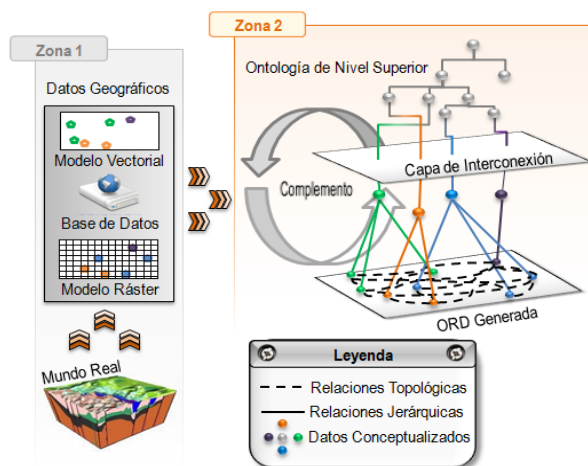 Zona 1
Datos Geográficos
Modelo Vectorial
Base de Datos
Modelo Ráster
Mundo Real
Zona 2
Ontología de Nivel Superior
Capa de Interconexión
Complemento
ORD Generada
Leyenda
Relaciones Topológicas
Relaciones Jerárquicas
Datos Conceptualizados